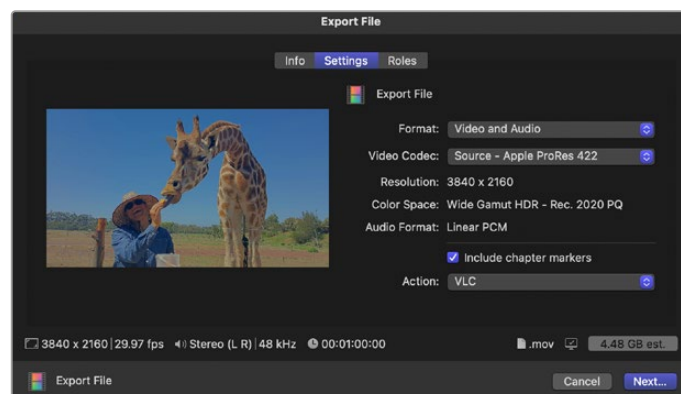 Export File
Info Settings Roles
Export File
Format: Video and Audio
Video Codec: Source - Apple ProRes 422
Resolution: 3840 x 2160
Color Space: Wide Gamut HDR - Rec. 2020 PQ
Audio Format: Linear PCM
Include chapter markers
Action: VLC
3840 x 2160 | 29.97 fps Stereo (L R) | 48 kHz 00:01:00:00 .mov 4.48 GB est.
Export File Cancel Next...